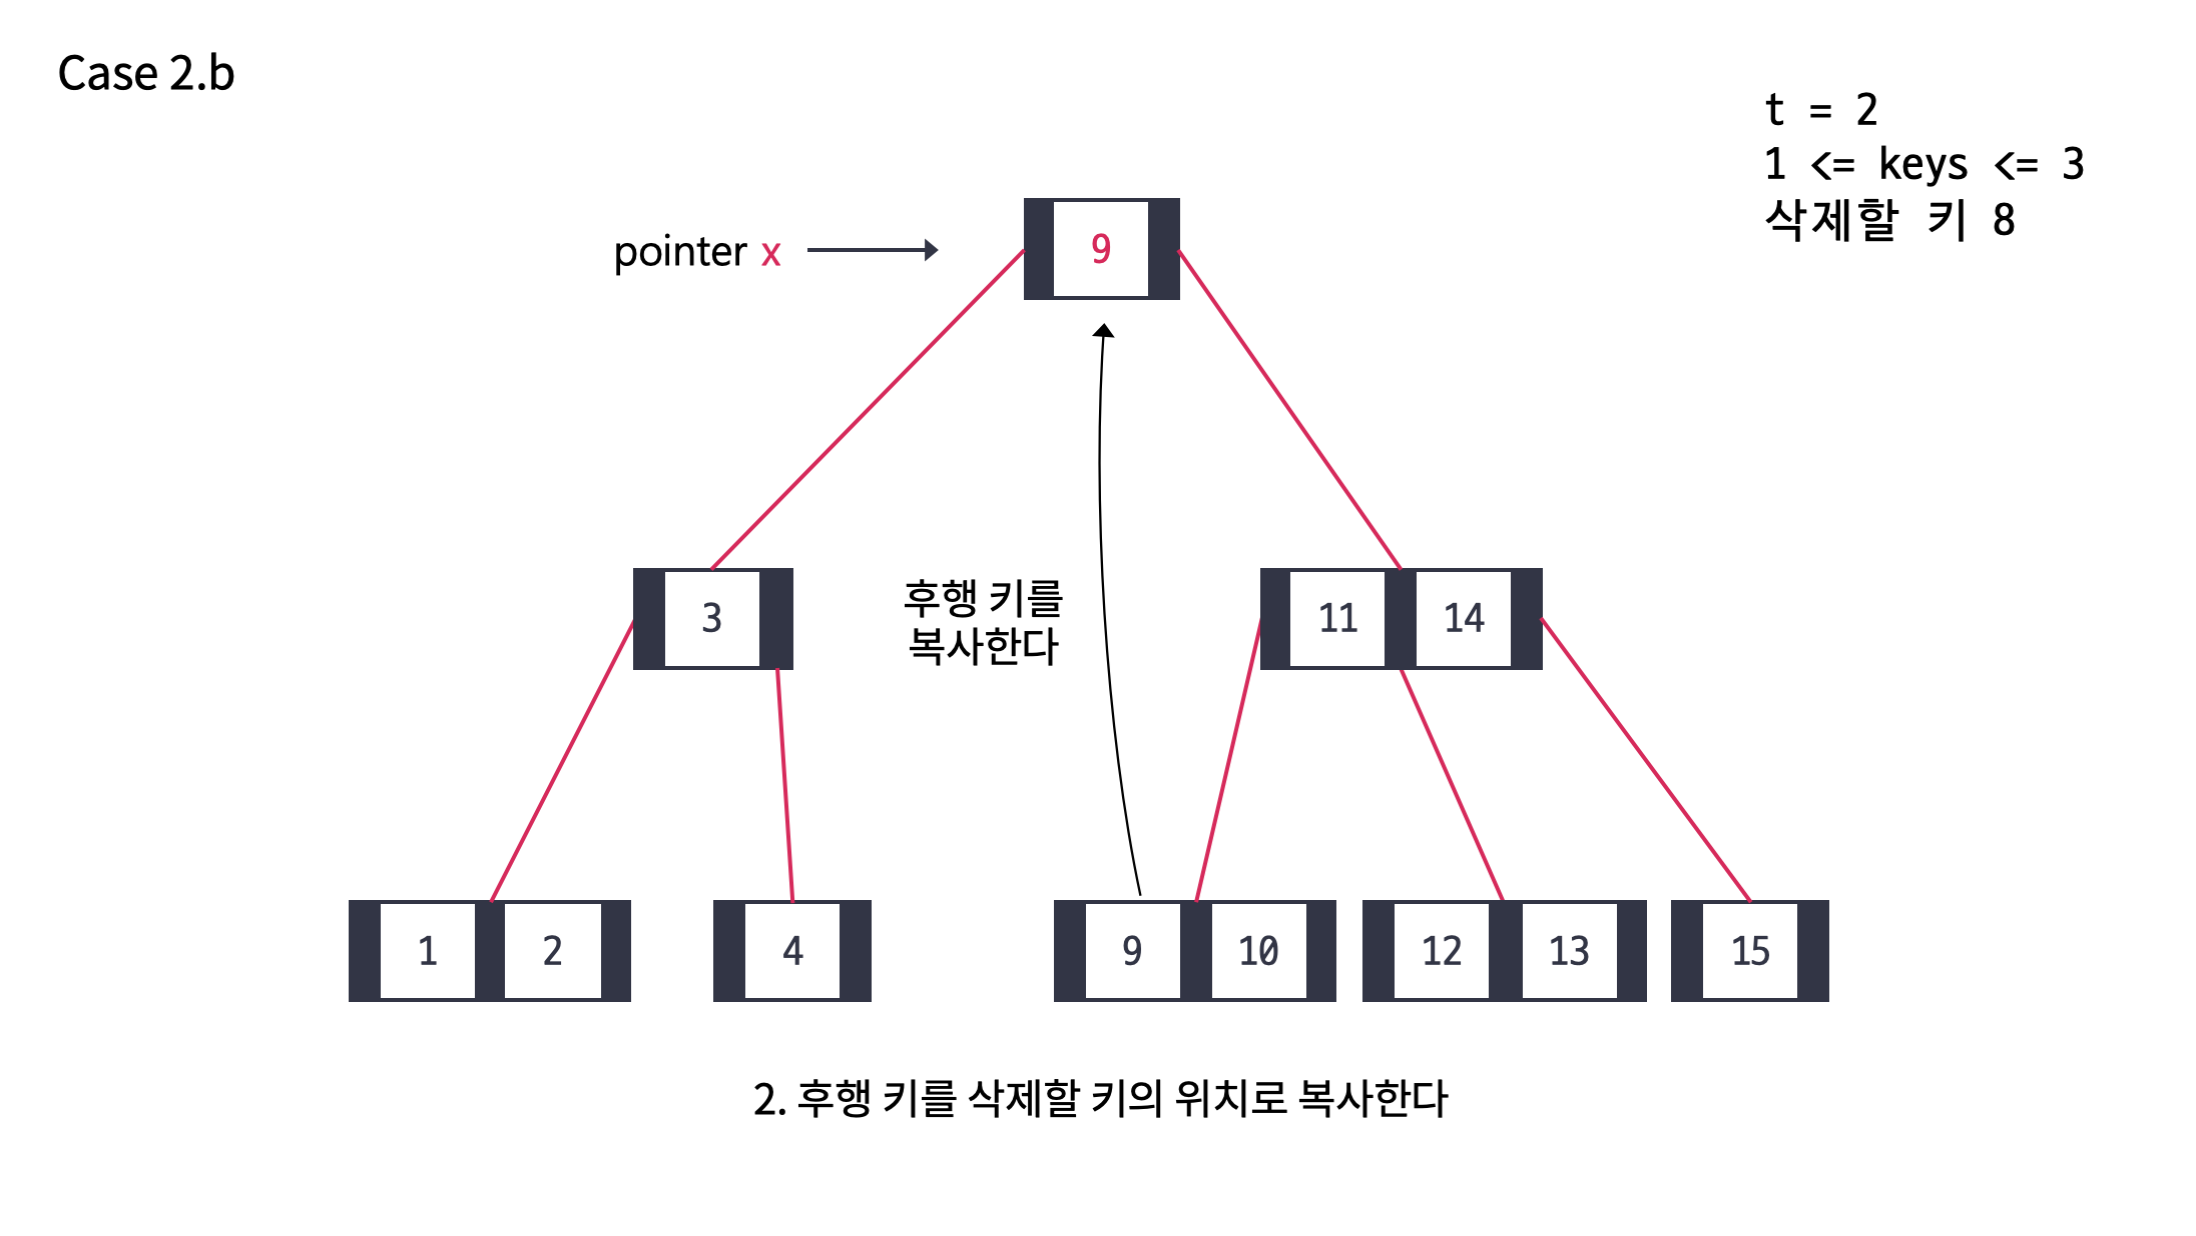 Case 2.b
t = 2
1 <= keys <= 3
삭제할 키 8
pointer x
9
후행 키를
복사한다
3
11 14
1 2
4
9 10
12 13
15
2. 후행 키를 삭제할 키의 위치로 복사한다